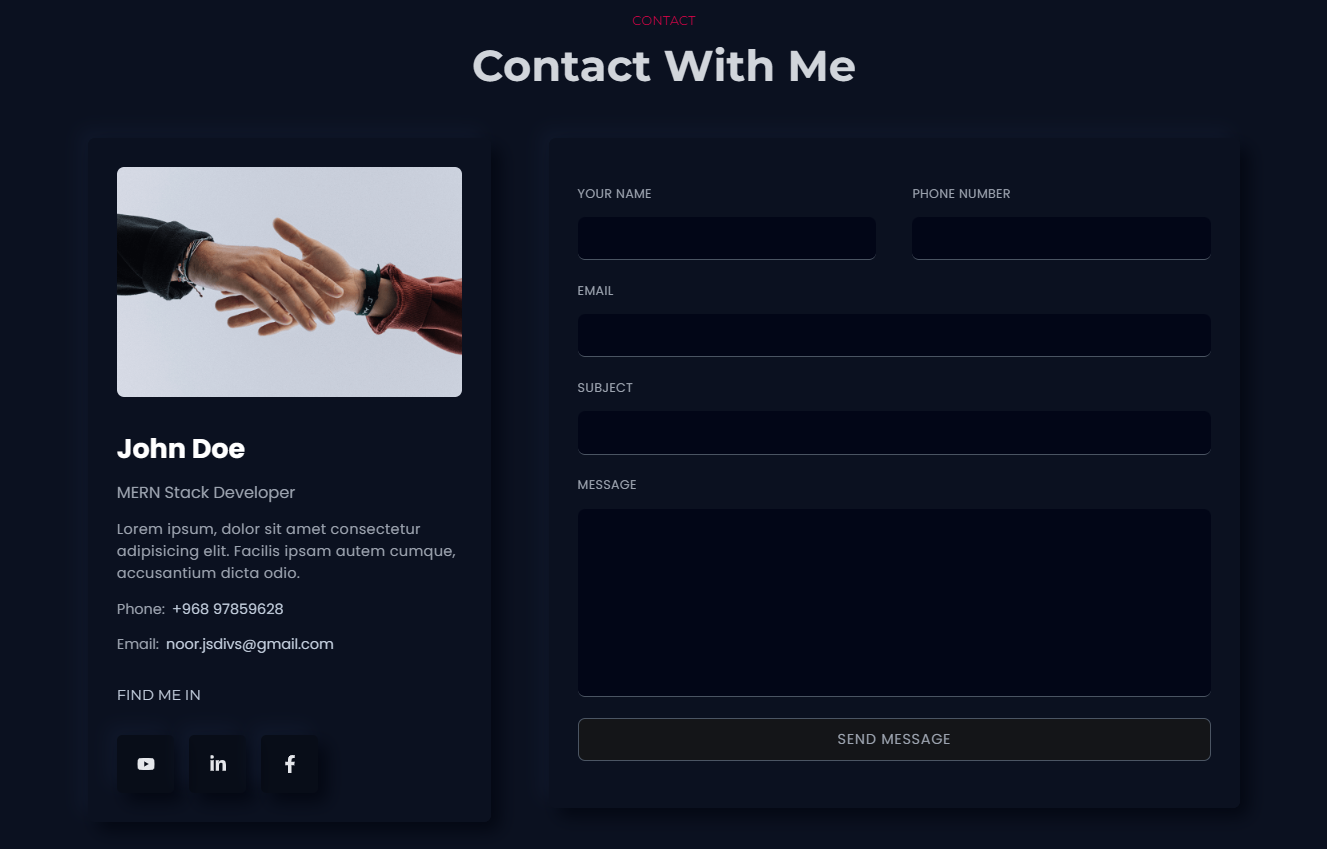 CONTACT
Contact With Me
John Doe
MERN Stack Developer
Lorem ipsum, dolor sit amet consectetur
adipisicing elit. Facilis ipsam autem cumque,
accusantium dicta odio.
Phone: +968 97859628
Email: noor.jsdivs@gmail.com
FIND ME IN
in
YOUR NAME
PHONE NUMBER
EMAIL
SUBJECT
MESSAGE
SEND MESSAGE